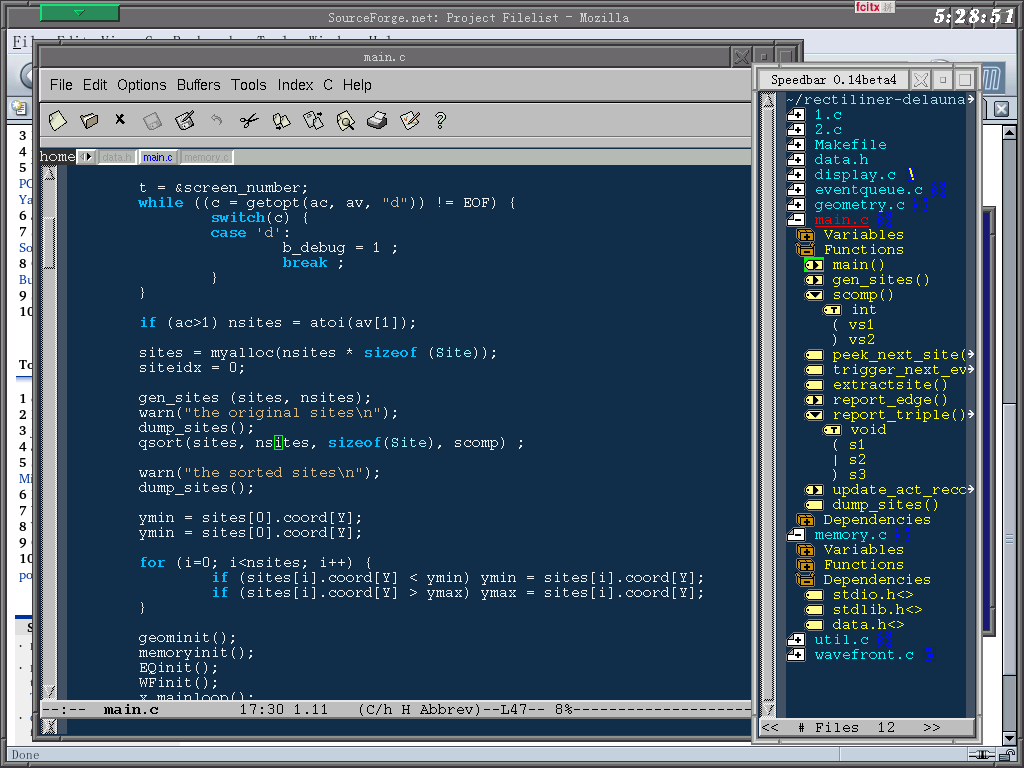 SourceForge.net: Project Filelist - Mozilla
fcitx 拼
5:28:51
main.c
File Edit Options Buffers Tools Index C Help
home data.h main.c memory.c
t = &screen_number;
while ((c = getopt(ac, av, "d")) != EOF) {
switch(c) {
case 'd':
b_debug = 1 ;
break ;
}
}
if (ac>1) nsites = atoi(av[1]);
sites = myalloc(nsites * sizeof (Site));
siteidx = 0;
gen_sites (sites, nsites);
warn("the original sites\n");
dump_sites();
qsort(sites, nsites, sizeof(Site), scomp) ;
warn("the sorted sites\n");
dump_sites();
ymin = sites[0].coord[Y];
ymin = sites[0].coord[Y];
for (i=0; i<nsites; i++) {
if (sites[i].coord[Y] < ymin) ymin = sites[i].coord[Y];
if (sites[i].coord[Y] > ymax) ymax = sites[i].coord[Y];
}
geominit();
memoryinit();
EQinit();
WFinit();
x_mainloop();
--:-- main.c 17:30 1.11 (C/h H Abbrev)--L47-- 8%--------------------
Speedbar 0.14beta4
~/rectiliner-delauna
1.c
2.c
Makefile
data.h
display.c
eventqueue.c
geometry.c
main.c
Variables
Functions
main()
gen_sites()
scomp()
int
( vs1
) vs2
peek_next_site(
trigger_next_ev
extractsite()
report_edge()
report_triple()
void
( s1
| s2
) s3
update_act_recc
dump_sites()
Dependencies
memory.c
Variables
Functions
Dependencies
stdio.h<>
stdlib.h<>
data.h<>
util.c
wavefront.c
<< # Files 12 >>
Done